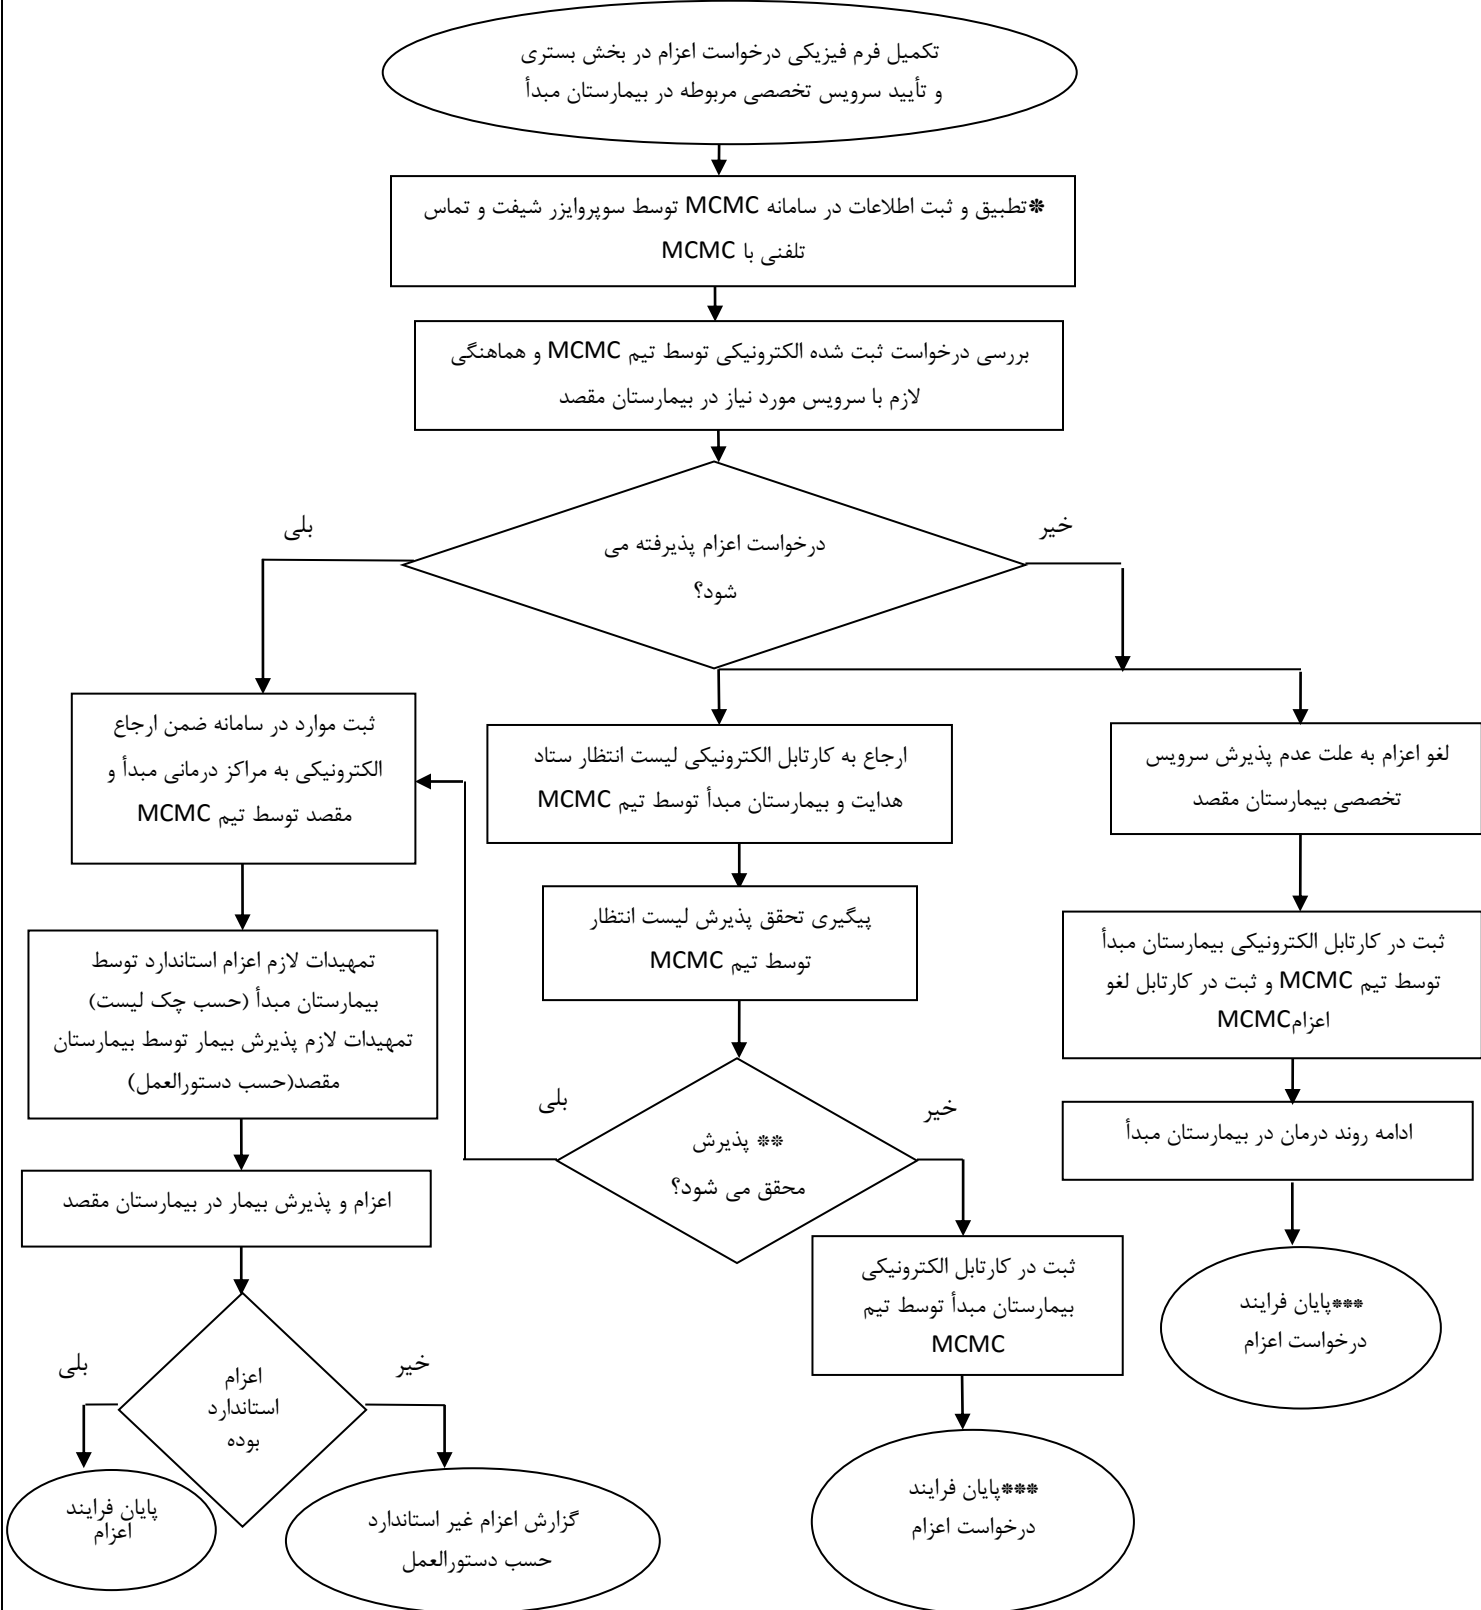 تکمیل فرم فیزیکی درخواست اعزام در بخش بستری
و تأیید سرویس تخصصی مربوطه در بیمارستان مبدأ
*تطبیق و ثبت اطلاعات در سامانه MCMC توسط سوپروایزر شیفت و تماس
تلفنی با MCMC
بررسی درخواست ثبت شده الکترونیکی توسط تیم MCMC و هماهنگی
لازم با سرویس مورد نیاز در بیمارستان مقصد
خیر
بلی
درخواست اعزام پذیرفته می
شود؟
لغو اعزام به علت عدم پذیرش سرویس
تخصصی بیمارستان مقصد
ارجاع به کارتابل الکترونیکی لیست انتظار ستاد
هدایت و بیمارستان مبدأ توسط تیم MCMC
ثبت موارد در سامانه ضمن ارجاع
الکترونیکی به مراکز درمانی مبدأ و
مقصد توسط تیم MCMC
پیگیری تحقق پذیرش لیست انتظار
توسط تیم MCMC
ثبت در کارتابل الکترونیکی بیمارستان مبدأ
توسط تیم MCMC و ثبت در کارتابل لغو
اعزامMCMC
تمهیدات لازم اعزام استاندارد توسط
بیمارستان مبدأ (حسب چک لیست)
تمهیدات لازم پذیرش بیمار توسط بیمارستان
مقصد(حسب دستورالعمل)
خیر
بلی
** پذیرش
محقق می شود؟
ادامه روند درمان در بیمارستان مبدأ
اعزام و پذیرش بیمار در بیمارستان مقصد
ثبت در کارتابل الکترونیکی
بیمارستان مبدأ توسط تیم
MCMC
***پایان فرایند
درخواست اعزام
خیر
بلی
اعزام
استاندارد
بوده
***پایان فرایند
درخواست اعزام
گزارش اعزام غیر استاندارد
حسب دستورالعمل
پایان فرایند
اعزام